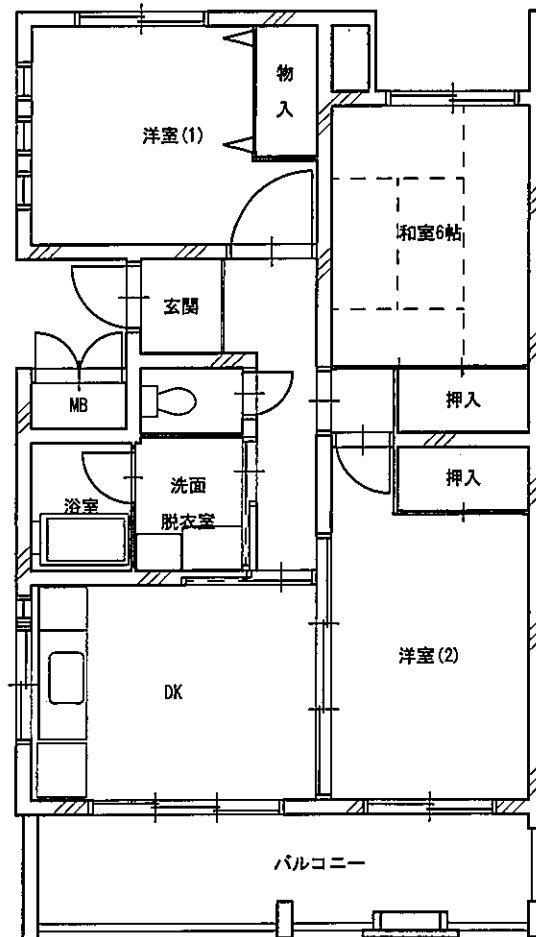 物
入
洋室(1)
和室6帖
玄関
MB
押入
押入
洗面
脱衣室
浴室
洋室(2)
DK
バルコニー